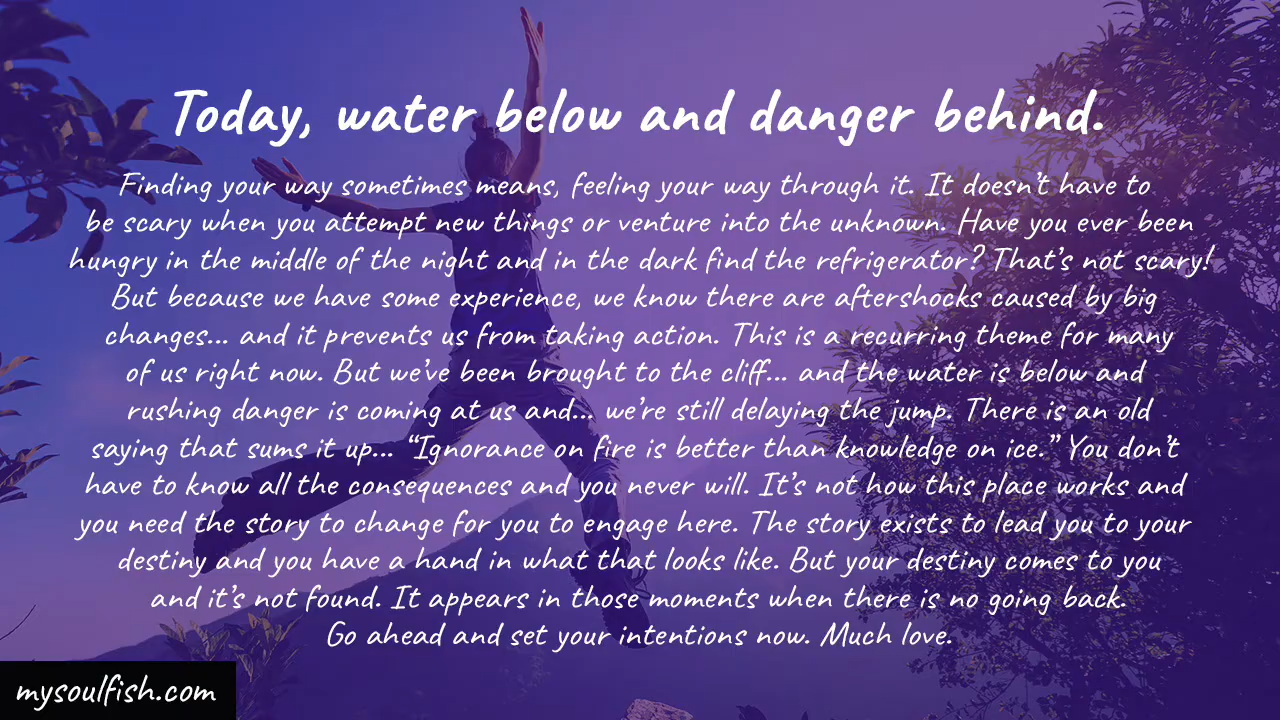 Today, water below and danger behind.
Finding your way sometimes means, feeling your way through it. It doesn't have to
be scary when you attempt new things or venture into the unknown. Have you ever been
hungry in the middle of the night and in the dark find the refrigerator? That's not scary!
But because we have some experience, we know there are aftershocks caused by big
changes... and it prevents us from taking action. This is a recurring theme for many
of us right now. But we've been brought to the cliff... and the water is below and
rushing danger is coming at us and... we're still delaying the jump. There is an old
saying that sums it up... “Ignorance on fire is better than knowledge on ice.” You don't
have to know all the consequences and you never will. It's not how this place works and
you need the story to change for you to engage here. The story exists to lead you to your
destiny and you have a hand in what that looks like. But your destiny comes to you
and it's not found. It appears in those moments when there is no going back.
Go ahead and set your intentions now. Much love.
mysoulfish.com